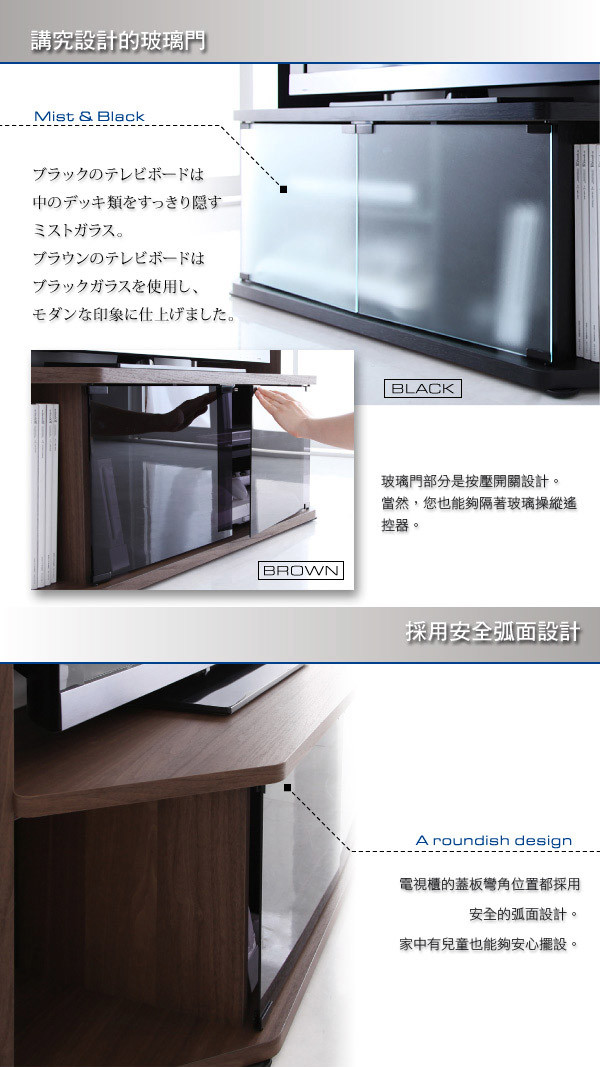 講究設計的玻璃門
Mist & Black
ブラックのテレビボードは
中のデッキ類をすっきり隠す
ミストガラス。
ブラウンのテレビボードは
ブラックガラスを使用し、
モダンな印象に仕上げました。
BLACK
玻璃門部分是按壓開關設計。
當然，您也能夠隔著玻璃操縱遙
控器。
BROWN
採用安全弧面設計
A roundish design
電視櫃的蓋板彎角位置都採用
安全的弧面設計。
家中有兒童也能夠安心擺設。